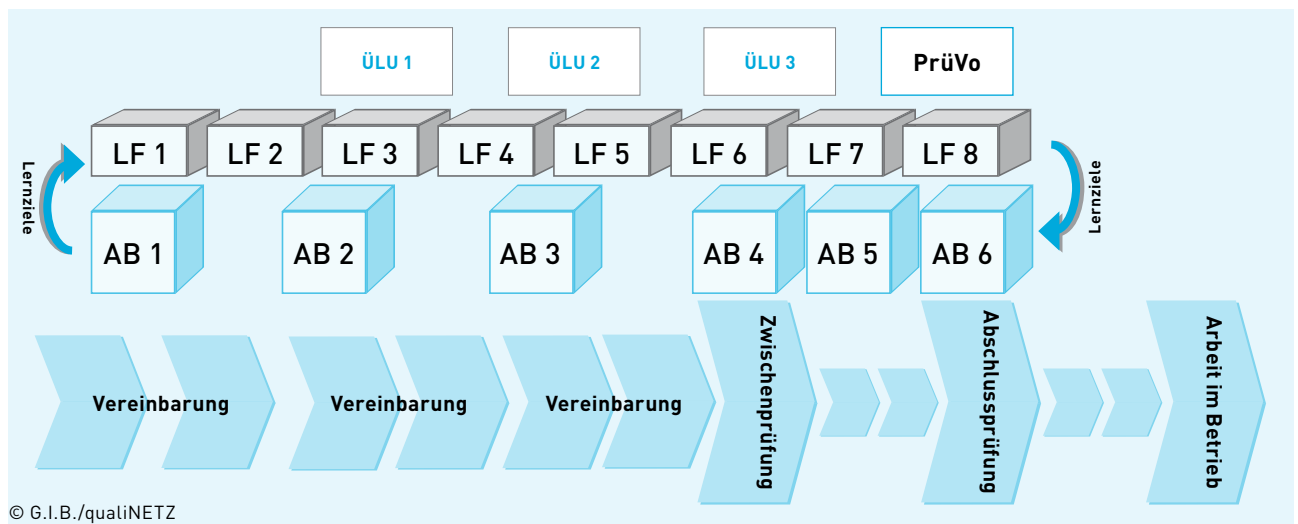 ÜLU 1
ÜLU 2
ÜLU 3
PrüVo
LF 1
LF 2
LF 3
LF 4
LF 5
LF 6
LF 7
LF 8
Lernziele
Lernziele
AB 1
AB 2
AB 3
AB 4
AB 5
AB 6
Vereinbarung
Vereinbarung
Vereinbarung
Zwischenprüfung
Abschlussprüfung
Arbeit im Betrieb
© G.I.B./qualiNETZ